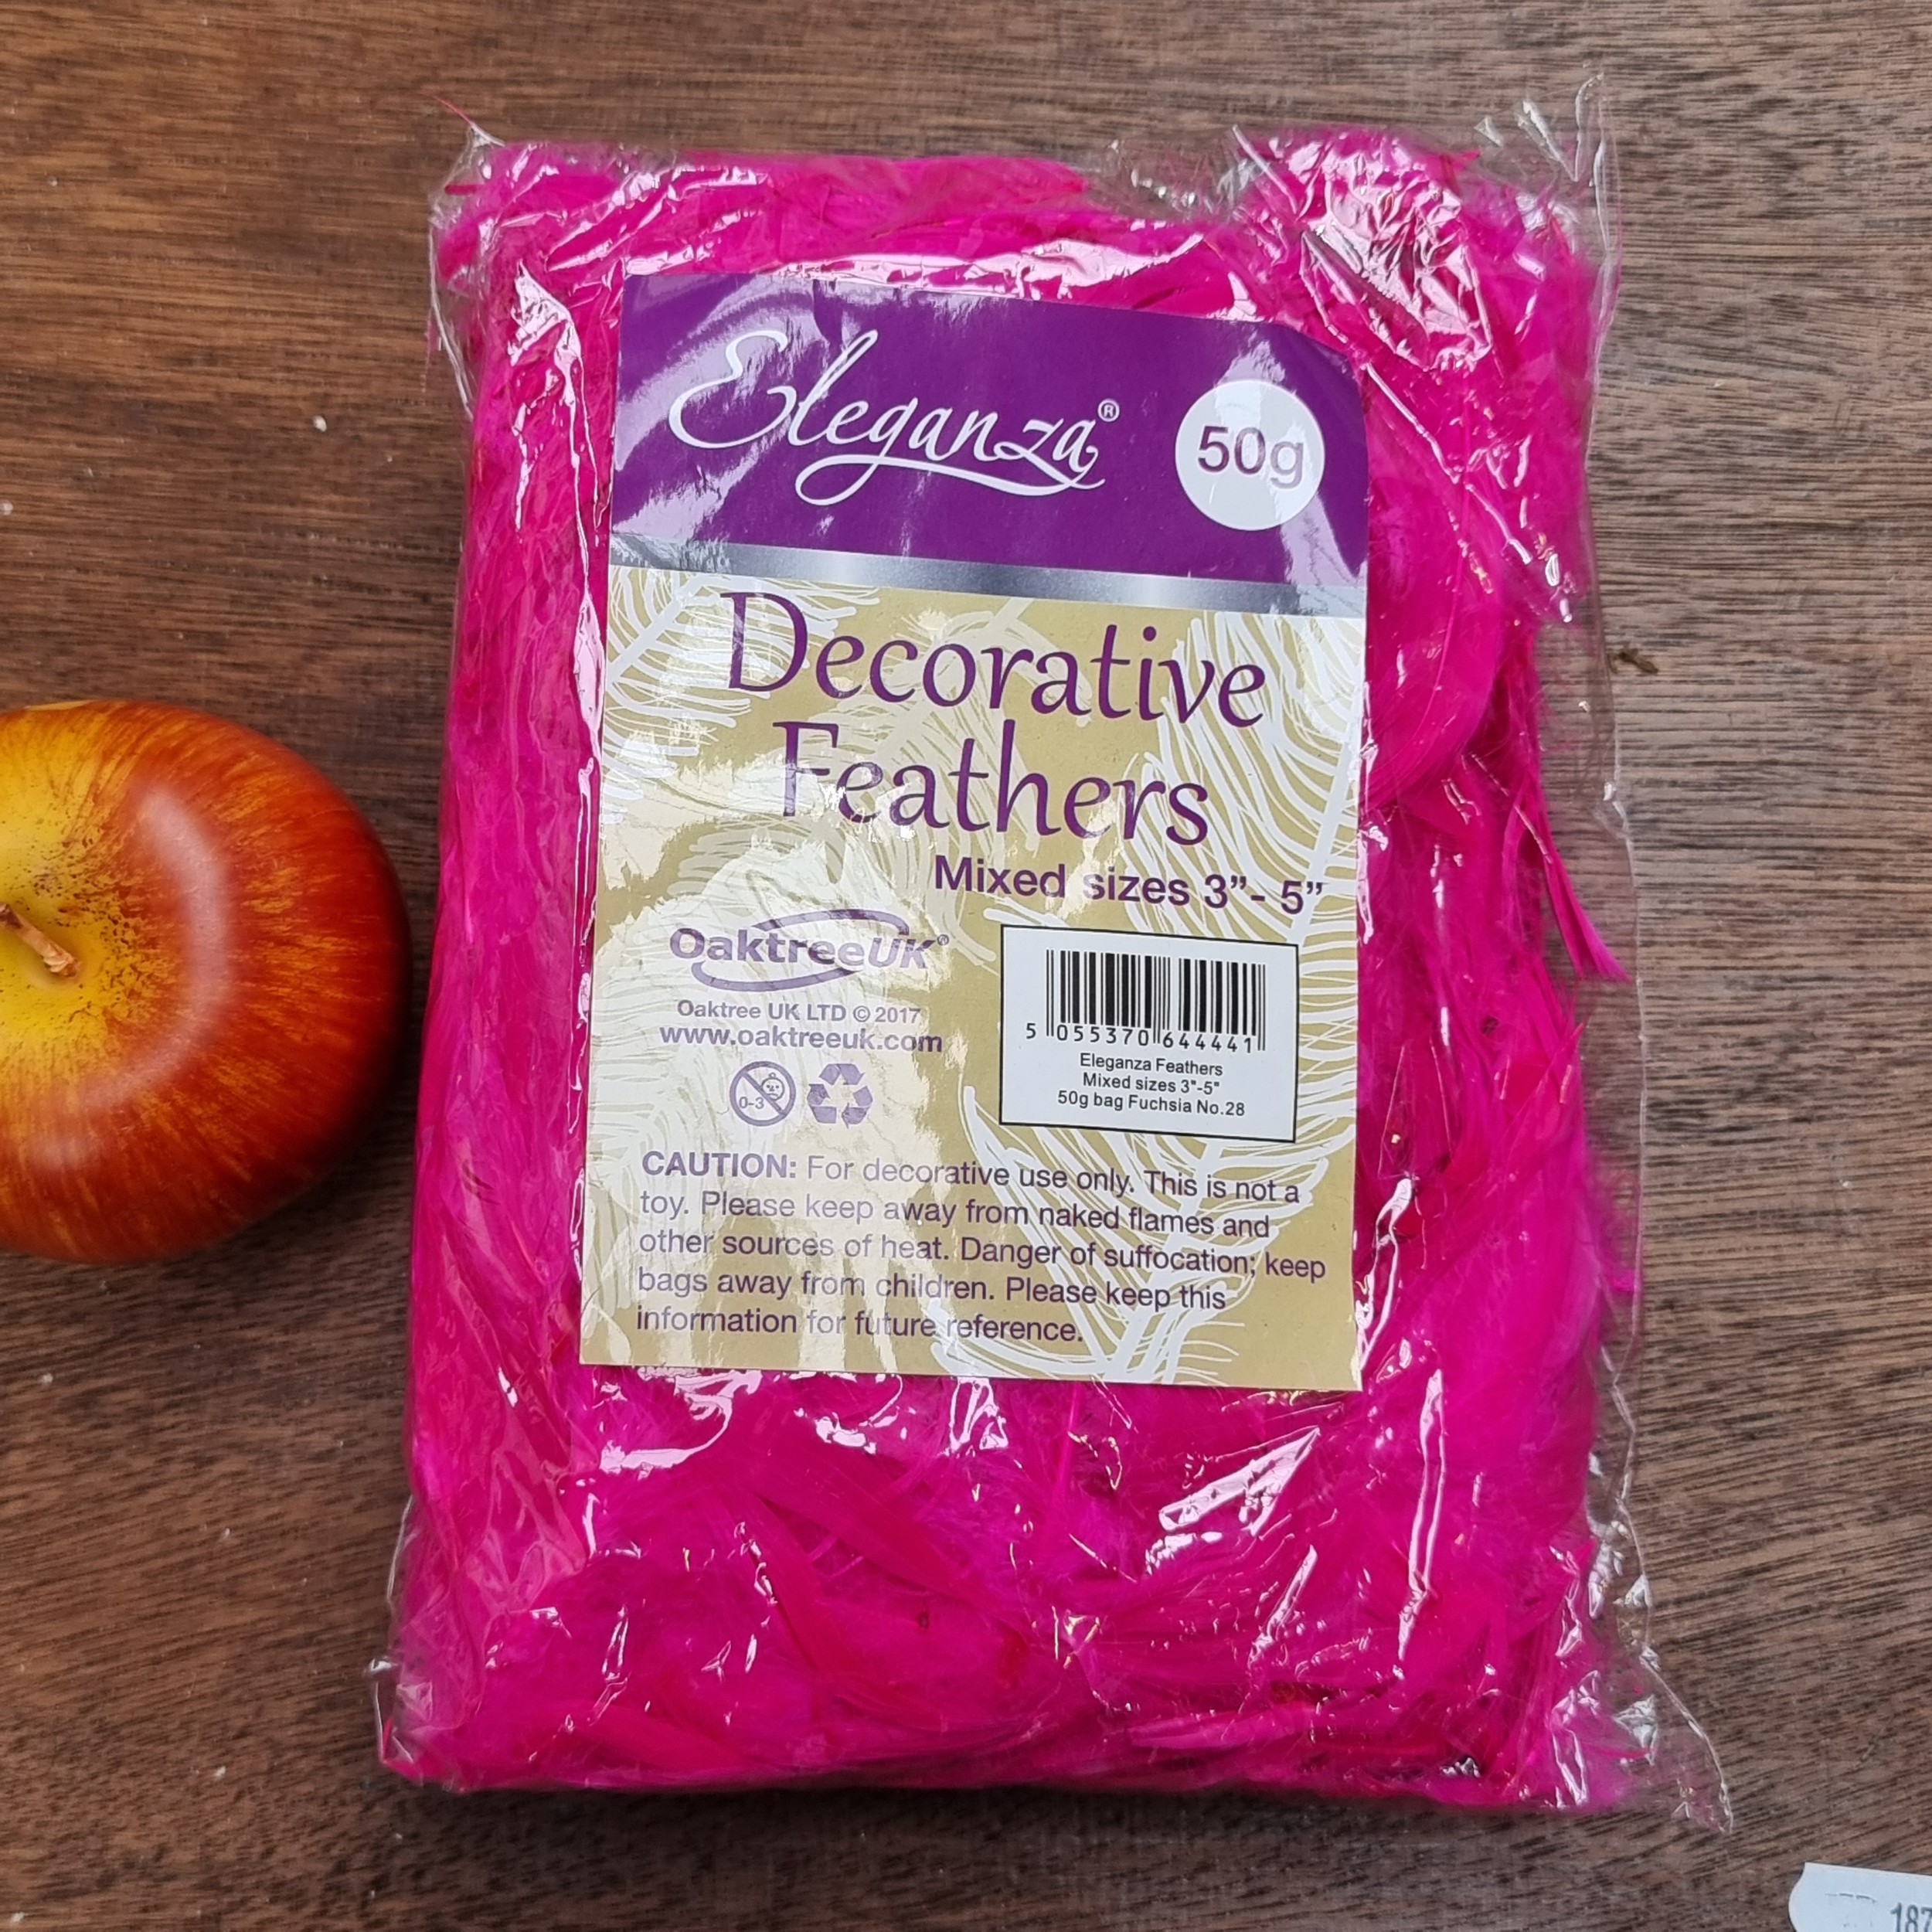 Eleganza®
50g
Decorative
Feathers
Mixed sizes 3”- 5”
OaktreeUK®
Oaktree UK LTD © 2017
www.oaktreeuk.com
0-3
5 055370 644441
Eleganza Feathers
Mixed sizes 3"-5"
50g bag Fuchsia No.28
CAUTION: For decorative use only. This is not a
toy. Please keep away from naked flames and
other sources of heat. Danger of suffocation; keep
bags away from children. Please keep this
information for future reference.